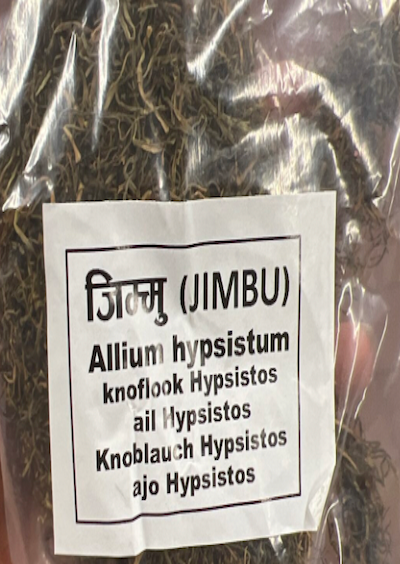 जिम्मु (JIMBU)
Allium hypsistum
knoflook Hypsistos
ail Hypsistos
Knoblauch Hypsistos
ajo Hypsistos